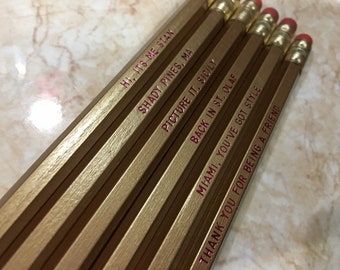 HI, IT'S ME STAN
SHADY PINES, MA
PICTURE IT, SICILY
BACK IN ST. OLAF
MIAMI, YOU'VE GOT STYLE
THANK YOU FOR BEING A FRIEND!